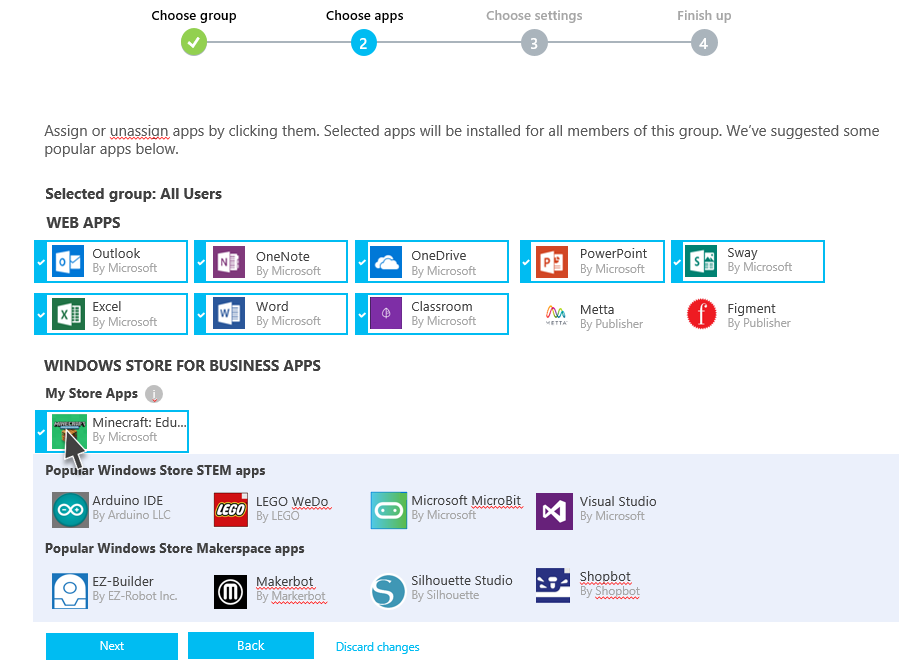 Choose group Choose apps Choose settings Finish up
2 3 4
Assign or unassign apps by clicking them. Selected apps will be installed for all members of this group. We've suggested some
popular apps below.
Selected group: All Users
WEB APPS
Outlook
By Microsoft
OneNote
By Microsoft
OneDrive
By Microsoft
PowerPoint
By Microsoft
Sway
By Microsoft
Excel
By Microsoft
Word
By Microsoft
Classroom
By Microsoft
METTA
Metta
By Publisher
f
Figment
By Publisher
WINDOWS STORE FOR BUSINESS APPS
My Store Apps i
MINECRAFT
Minecraft: Edu...
By Microsoft
Popular Windows Store STEM apps
Arduino IDE
By Arduino LLC
LEGO
LEGO WeDo
By LEGO
Microsoft MicroBit
By Microsoft
Visual Studio
By Microsoft
Popular Windows Store Makerspace apps
EZ-Builder
By EZ-Robot Inc.
Makerbot
By Markerbot
S
Silhouette Studio
By Silhouette
Shopbot
By Shopbot
Next Back Discard changes